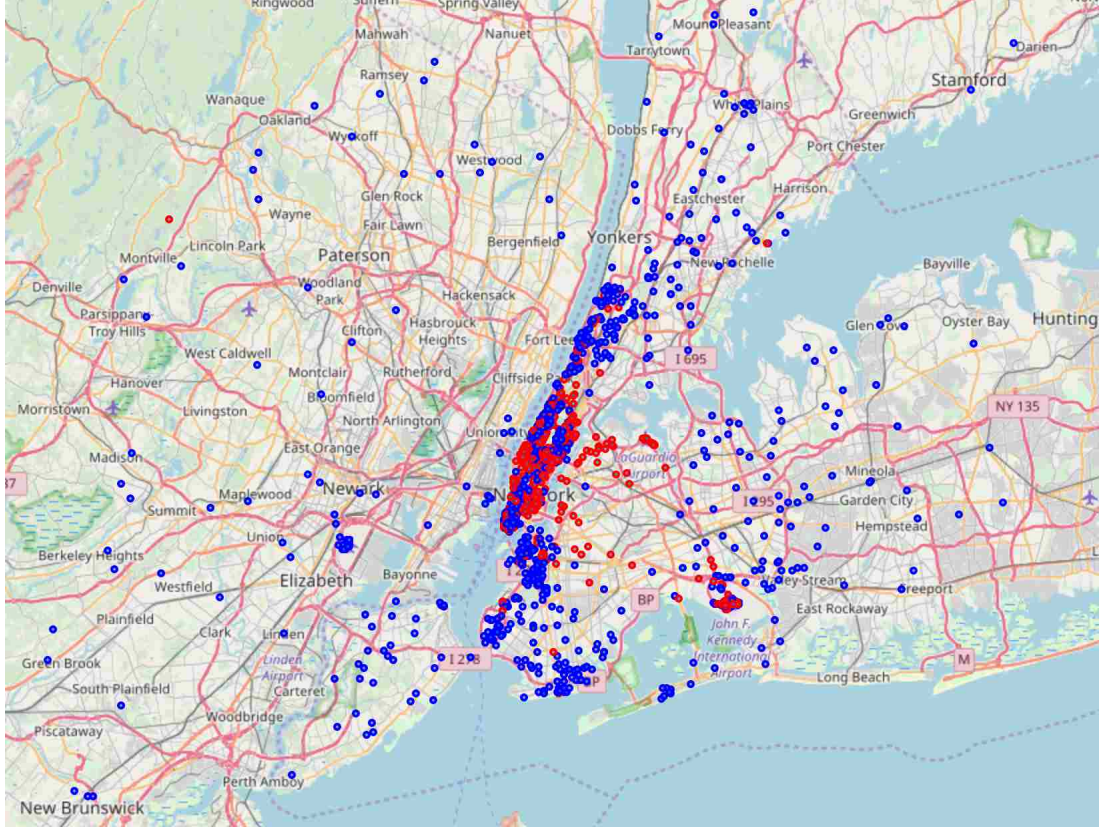 Ringwood
Suffern
Spring Valley
Mahwah
Nanuet
Mount Pleasant
Tarrytown
Darien
Ramsey
Stamford
Wanaque
White Plains
Oakland
Greenwich
Wyckoff
Dobbs Ferry
Port Chester
Westwood
Glen Rock
Eastchester
Harrison
Wayne
Fair Lawn
Bergenfield
Yonkers
Lincoln Park
Montville
Paterson
New Rochelle
Bayville
Denville
Woodland
Park
Hackensack
Parsippany
Troy Hills
Clifton
Hasbrouck
Heights
Fort Lee
Glen Cove
Oyster Bay
Hunting
West Caldwell
I 695
Hanover
Montclair
Rutherford
Cliffside Park
Bloomfield
NY 135
Morristown
Livingston
North Arlington
Union City
East Orange
LaGuardia
Airport
Madison
Mineola
87
Newark
New York
Maplewood
I 295
Garden City
Summit
Union
Hempstead
Berkeley Heights
Bayonne
Elizabeth
I 278
Valley Stream
Westfield
Freeport
BP
East Rockaway
Plainfield
Clark
Linden
John F.
Kennedy
International
Airport
Green Brook
Linden
Airport
I 278
M
Long Beach
South Plainfield
Carteret
BP
Woodbridge
Piscataway
Perth Amboy
New Brunswick